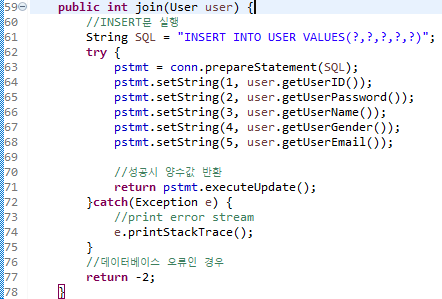 59 public int join(User user) {
60 //INSERT문 실행
61 String SQL = "INSERT INTO USER VALUES(?,?,?,?,?)";
62 try {
63 pstmt = conn.prepareStatement(SQL);
64 pstmt.setString(1, user.getUserID());
65 pstmt.setString(2, user.getUserPassword());
66 pstmt.setString(3, user.getUserName());
67 pstmt.setString(4, user.getUserGender());
68 pstmt.setString(5, user.getUserEmail());
69
70 //성공시 양수값 반환
71 return pstmt.executeUpdate();
72 }catch(Exception e) {
73 //print error stream
74 e.printStackTrace();
75 }
76 //데이터베이스 오류인 경우
77 return -2;
78 }